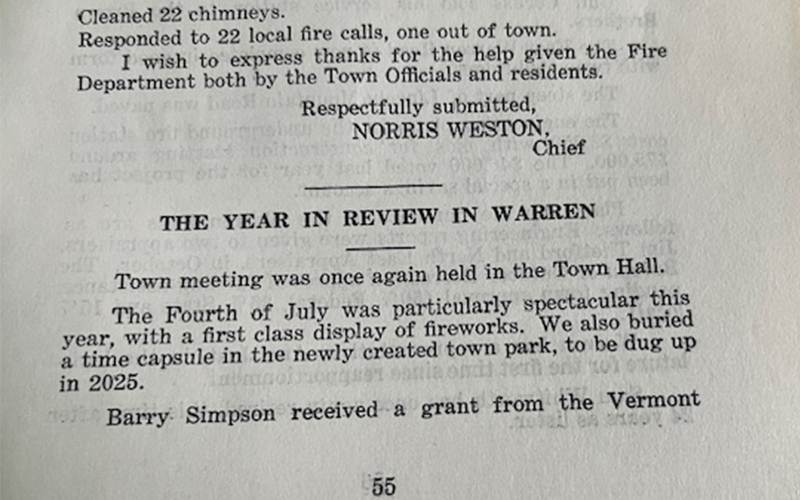 Cleaned 22 chimneys.
Responded to 22 local fire calls, one out of town.
I wish to express thanks for the help given the Fire
Department both by the Town Officials and residents.
Respectfully submitted,
NORRIS WESTON,
Chief
THE YEAR IN REVIEW IN WARREN
Town meeting was once again held in the Town Hall.
The Fourth of July was particularly spectacular this
year, with a first class display of fireworks. We also buried
a time capsule in the newly created town park, to be dug up
in 2025.
Barry Simpson received a grant from the Vermont
55